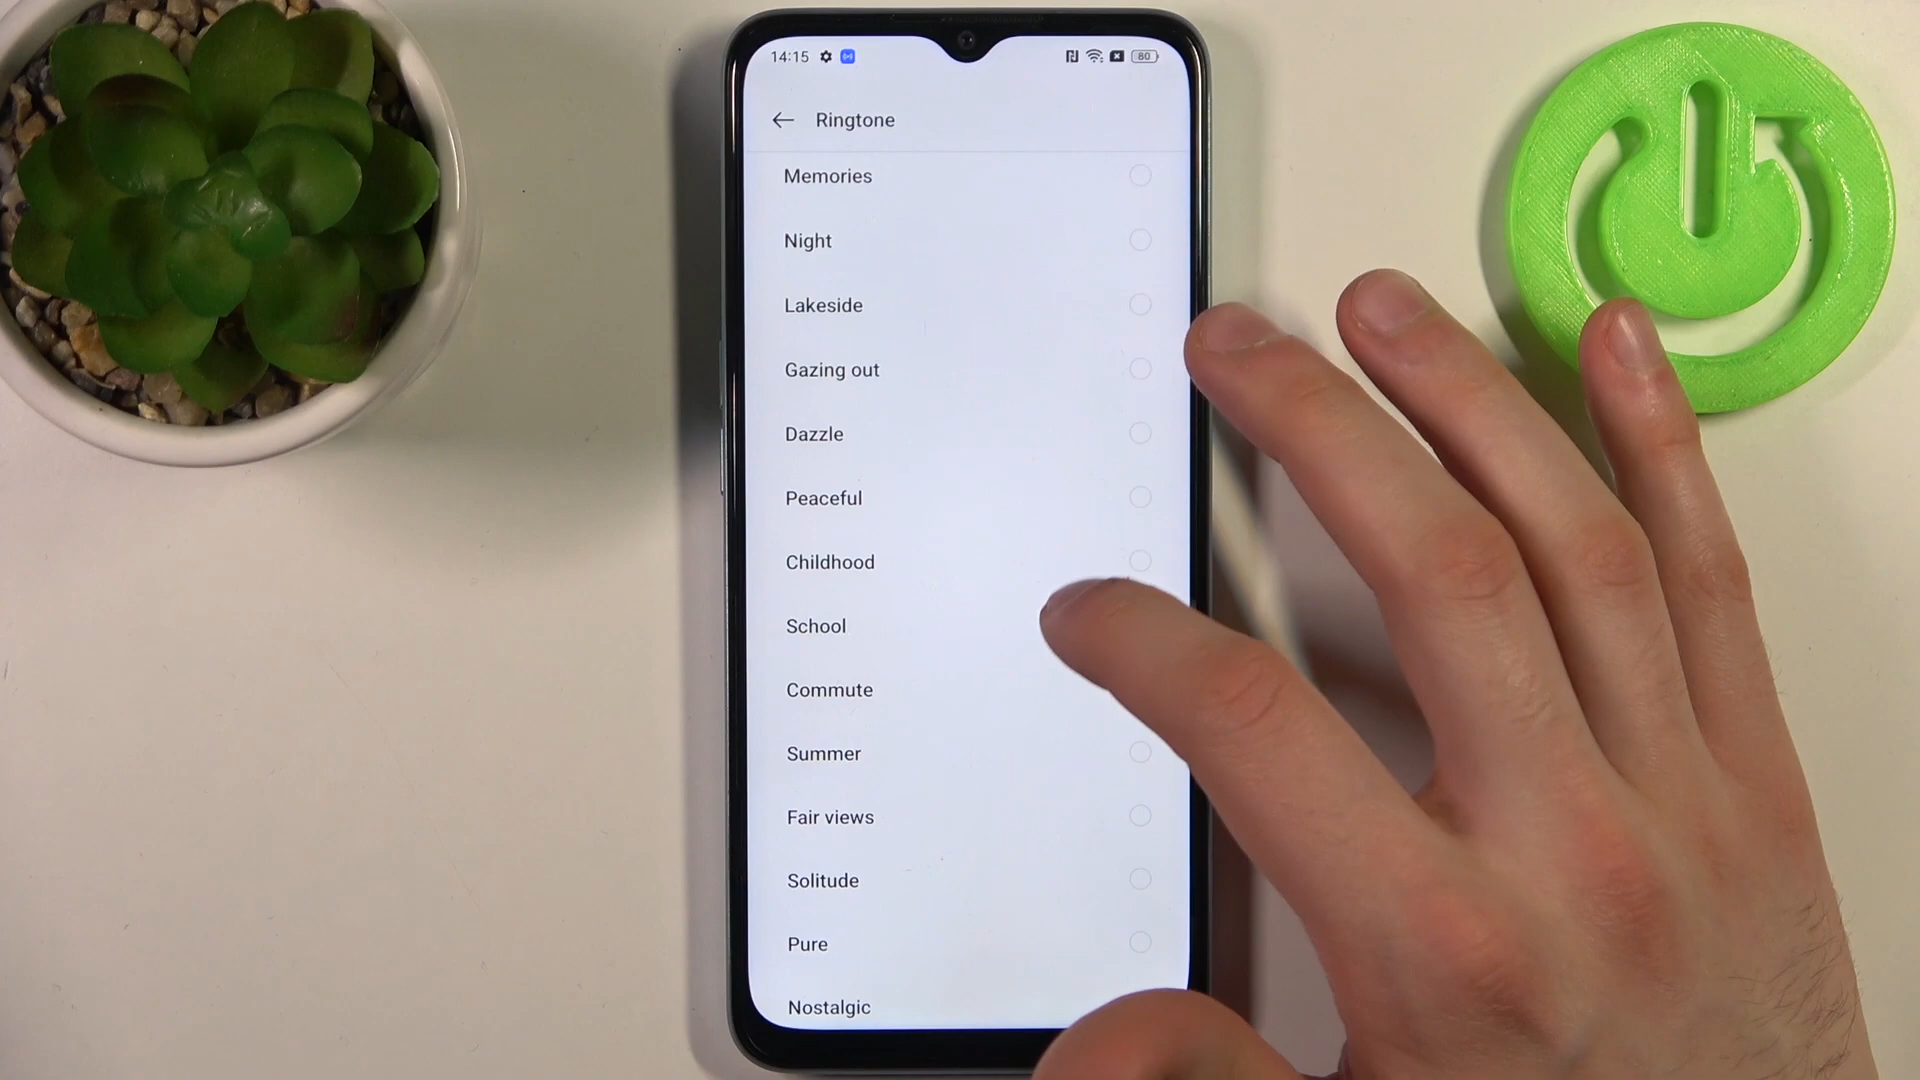 14:15 80
Ringtone
Memories
Night
Lakeside
Gazing out
Dazzle
Peaceful
Childhood
School
Commute
Summer
Fair views
Solitude
Pure
Nostalgic